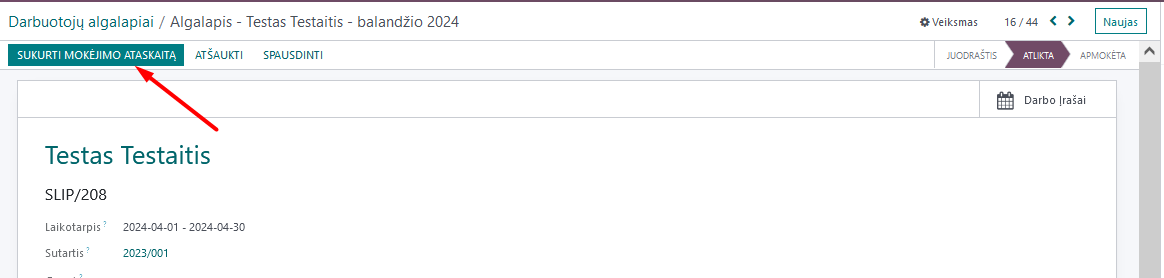 Darbuotojų algalapiai / Algalapis - Testas Testaitis - balandžio 2024 Veiksmas 16 / 44 Naujas
SUKURTI MOKĖJIMO ATASKAITĄ ATŠAUKTI SPAUSDINTI JUODRAŠTIS ATLIKTA APMOKĖTA
Darbo Įrašai
Testas Testaitis
SLIP/208
Laikotarpis ? 2024-04-01 - 2024-04-30
Sutartis ? 2023/001